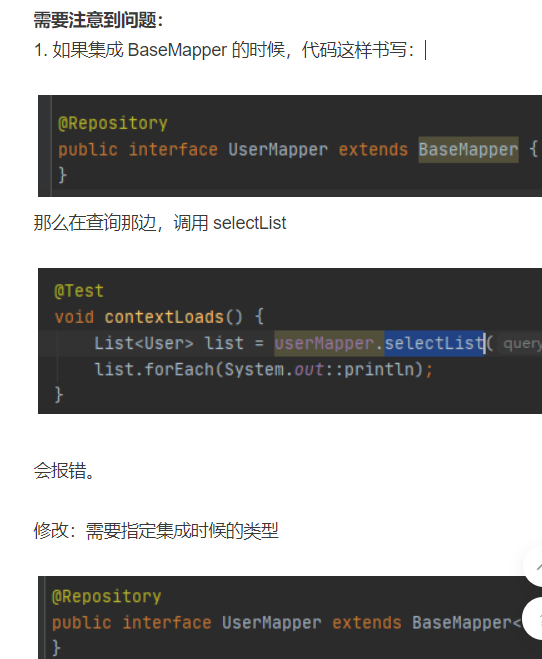 需要注意到问题：
1. 如果集成 BaseMapper 的时候，代码这样书写：
@Repository
public interface UserMapper extends BaseMapper {
}
那么在查询那边，调用 selectList
@Test
void contextLoads() {
List<User> list = userMapper.selectList( query
list.forEach(System.out::println);
}
会报错。
修改：需要指定集成时候的类型
@Repository
public interface UserMapper extends BaseMapper<
}